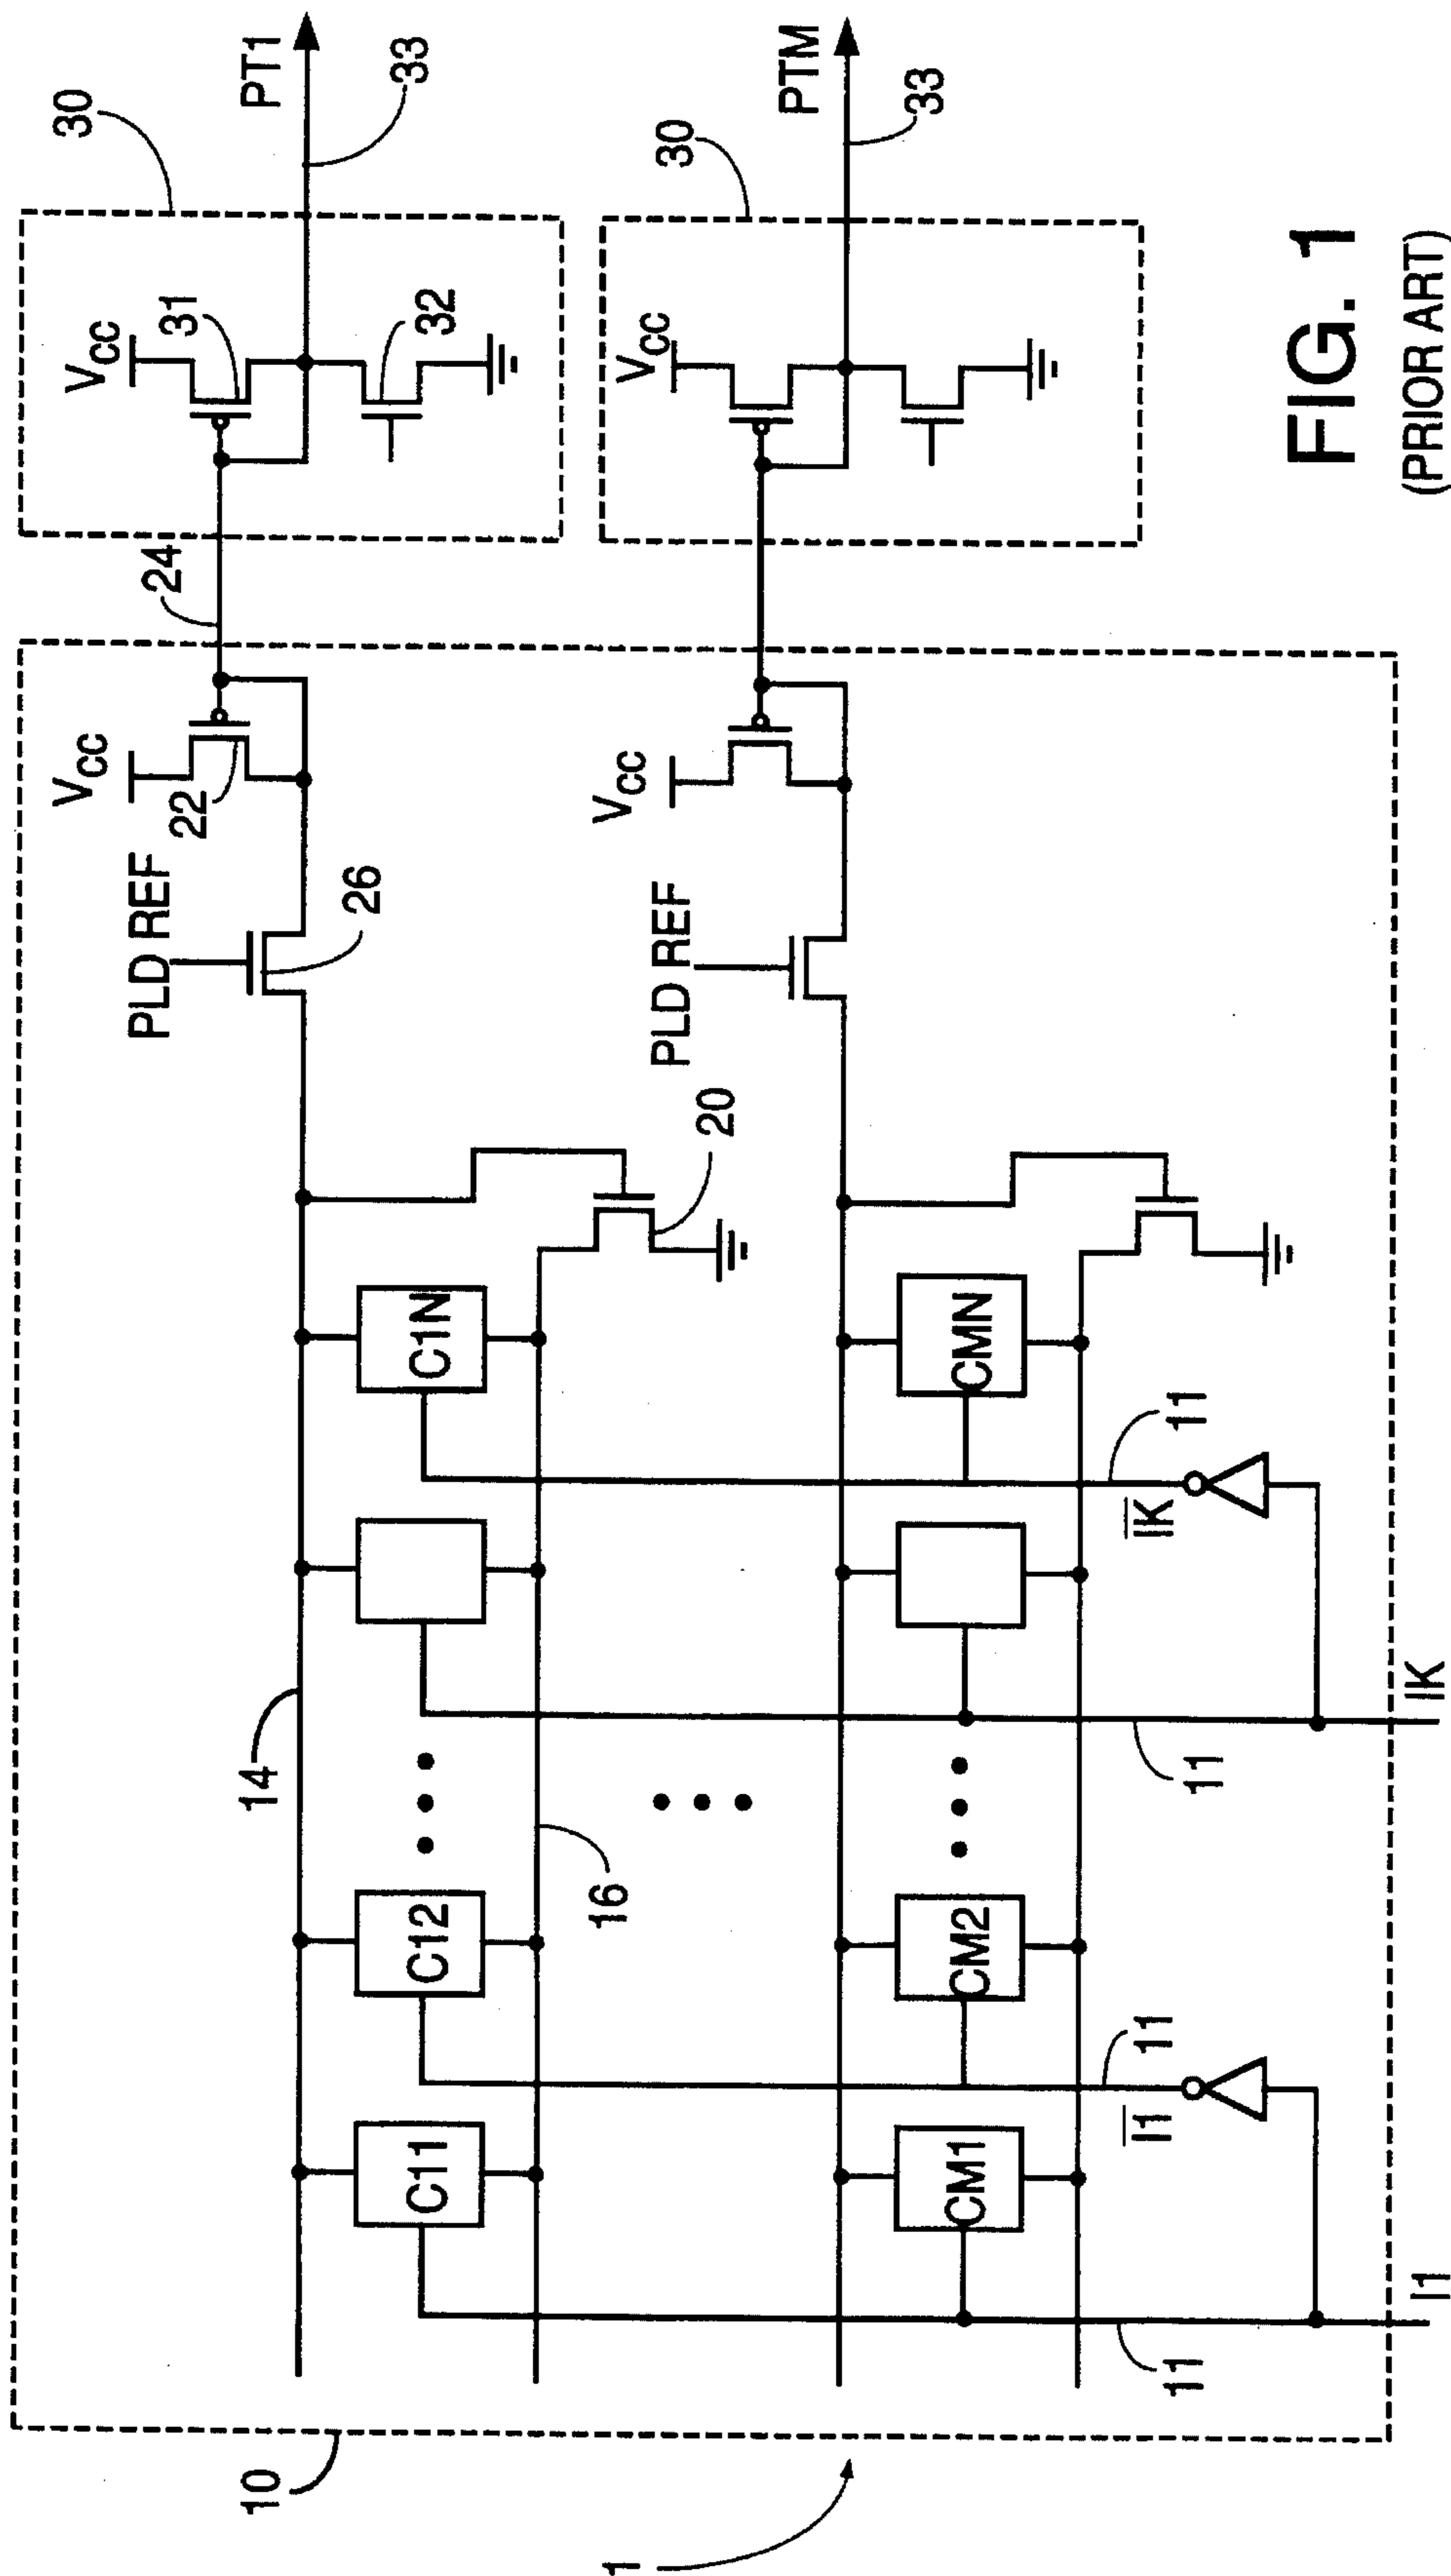 30
PT1
33
VCC
31
32
24
VCC
22
PLD REF
26
20
14
C11
C12
C1N
16
30
PTM
33
VCC
VCC
PLD REF
CM1
CM2
CMN
11
I1
11
11
IK
11
I1
IK
10
1
FIG. 1
(PRIOR ART)